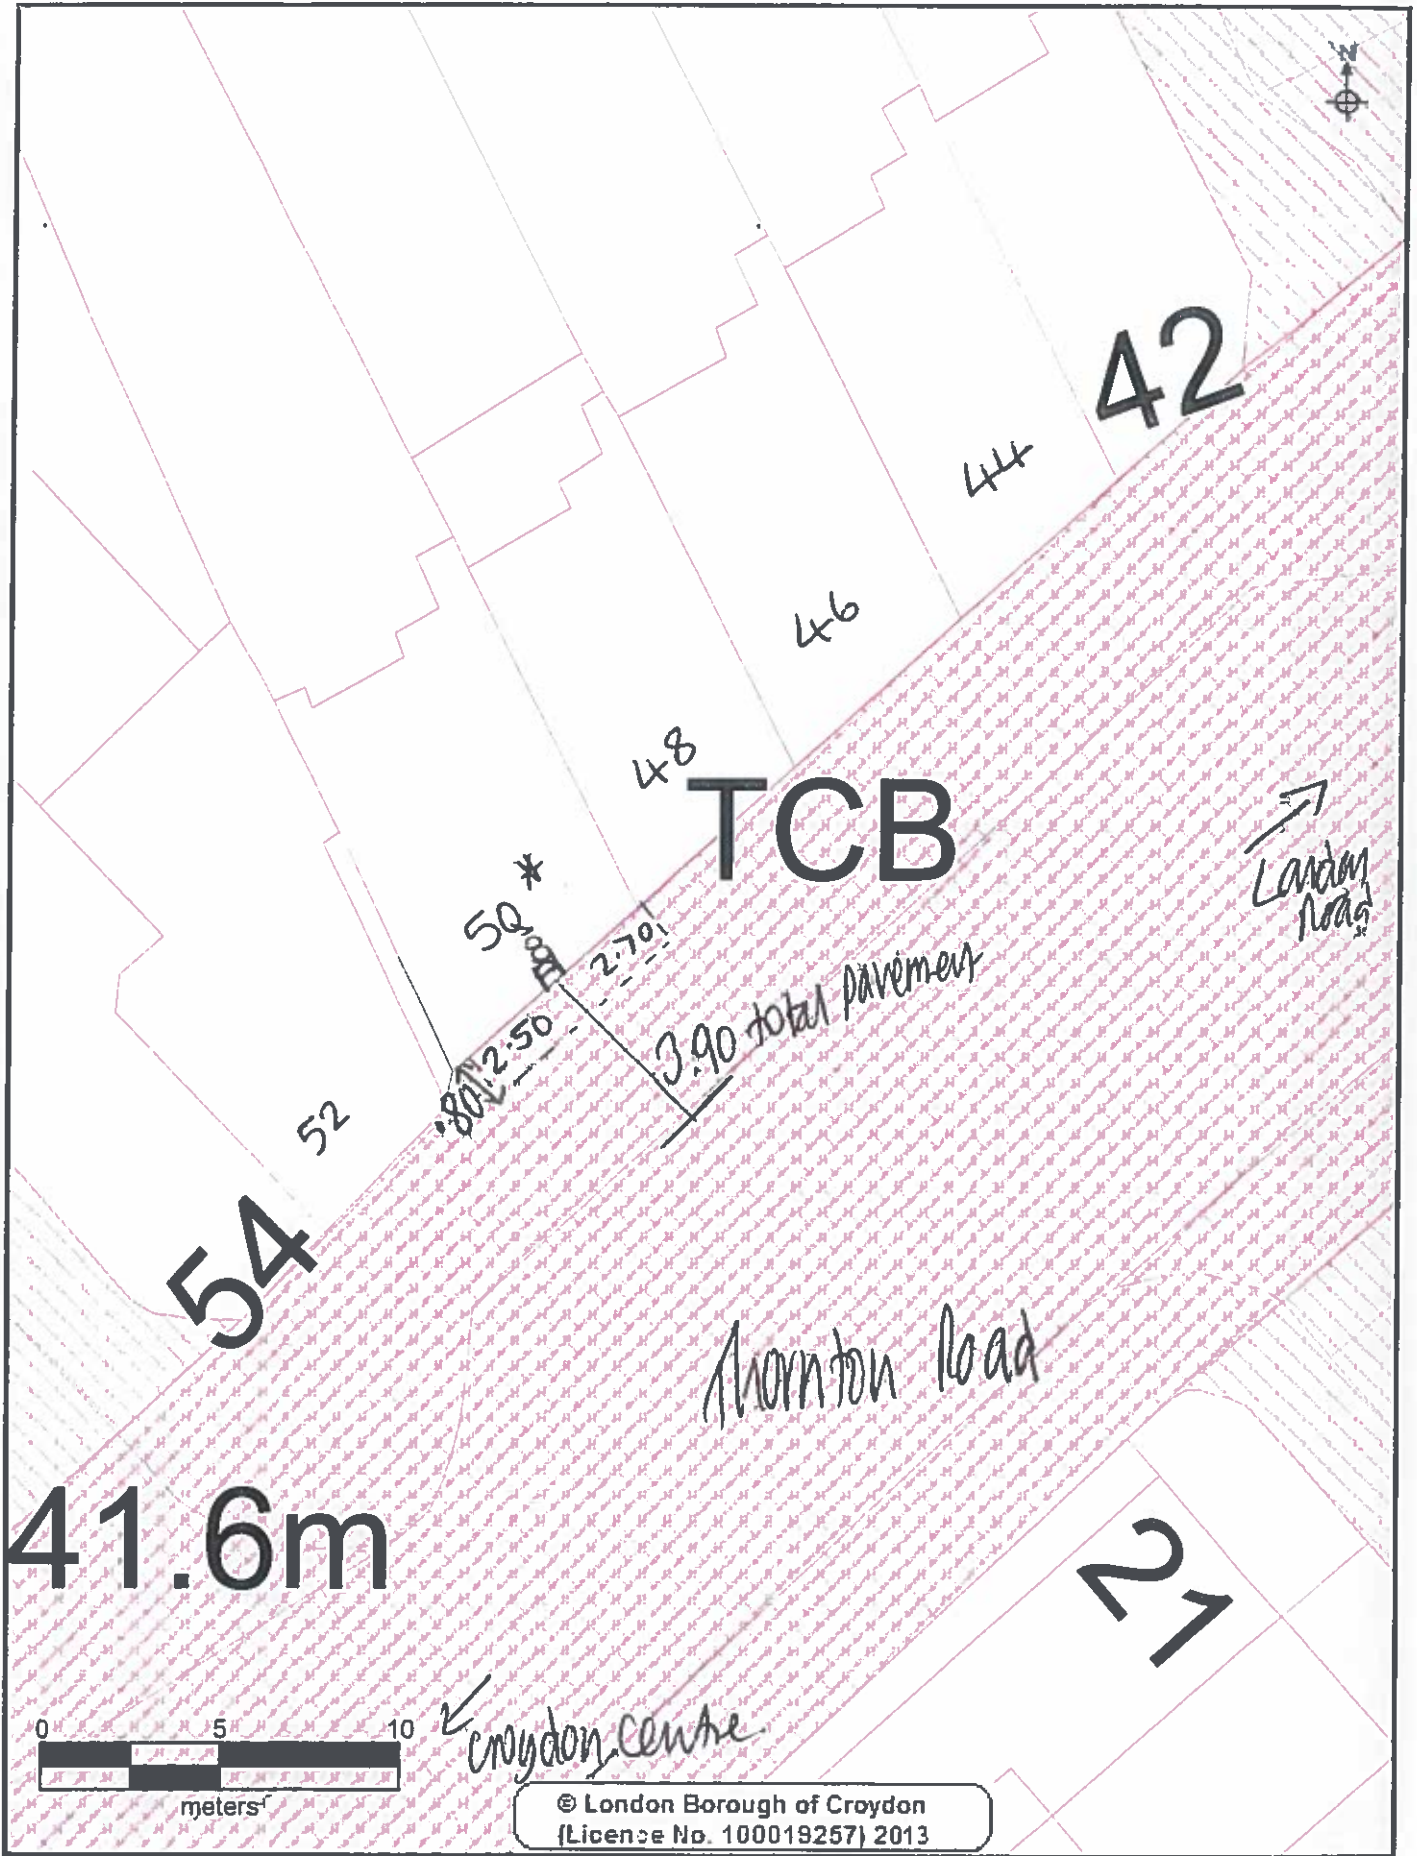 N
42
44
46
48
TCB
London
Road
*
50
2.70
2.50
3.90 total pavement
.80
52
54
Thornton Road
41.6m
21
0 5 10
meters
croydon centre
© London Borough of Croydon
(Licence No. 100019257) 2013